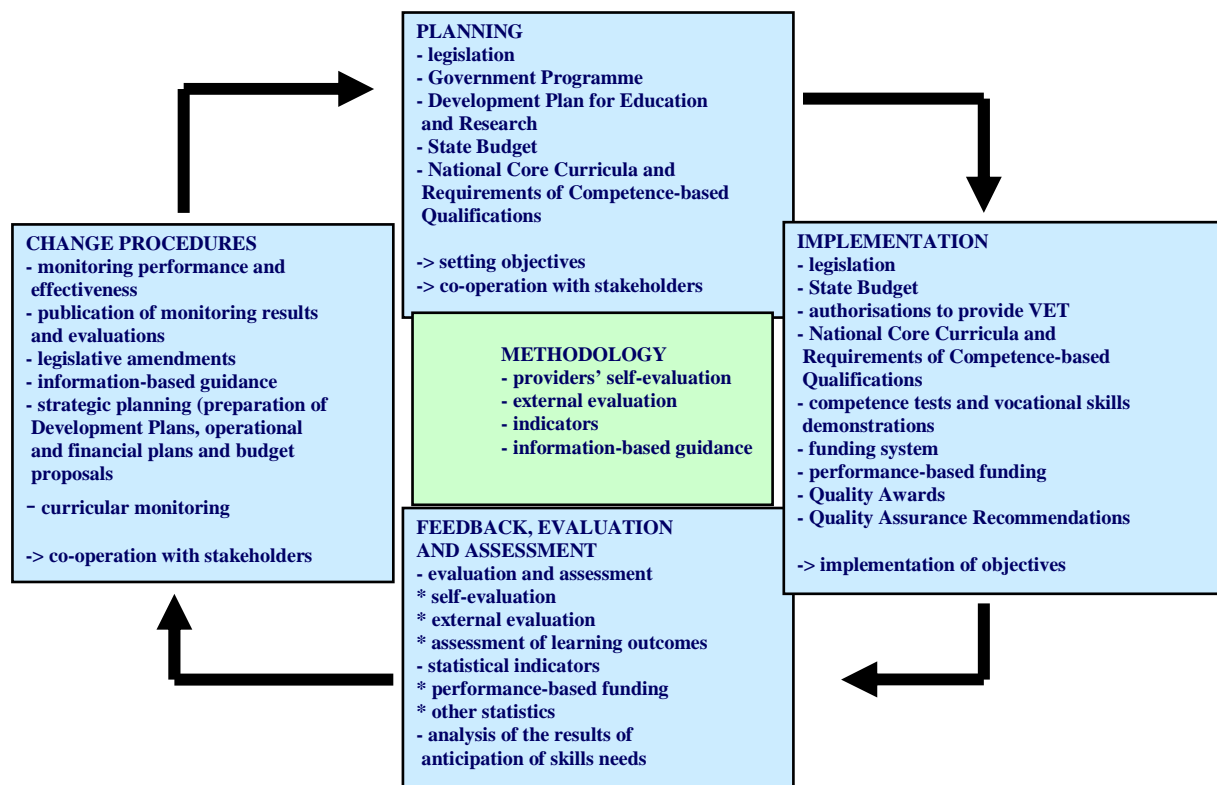 PLANNING
- legislation
- Government Programme
- Development Plan for Education
and Research
- State Budget
- National Core Curricula and
Requirements of Competence-based
Qualifications
-> setting objectives
-> co-operation with stakeholders
CHANGE PROCEDURES
- monitoring performance and
effectiveness
- publication of monitoring results
and evaluations
- legislative amendments
- information-based guidance
- strategic planning (preparation of
Development Plans, operational
and financial plans and budget
proposals
- curricular monitoring
-> co-operation with stakeholders
METHODOLOGY
- providers' self-evaluation
- external evaluation
- indicators
- information-based guidance
IMPLEMENTATION
- legislation
- State Budget
- authorisations to provide VET
- National Core Curricula and
Requirements of Competence-based
Qualifications
- competence tests and vocational skills
demonstrations
- funding system
- performance-based funding
- Quality Awards
- Quality Assurance Recommendations
-> implementation of objectives
FEEDBACK, EVALUATION
AND ASSESSMENT
- evaluation and assessment
* self-evaluation
* external evaluation
* assessment of learning outcomes
- statistical indicators
* performance-based funding
* other statistics
- analysis of the results of
anticipation of skills needs